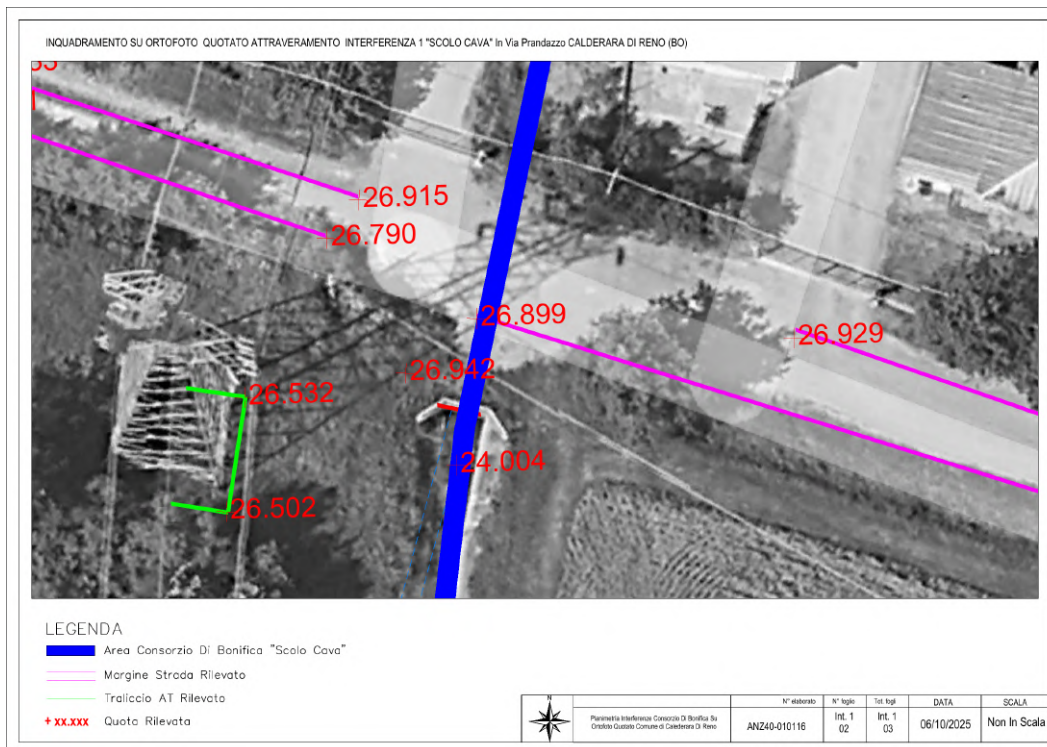 INQUADRAMENTO SU ORTOFOTO QUOTATO ATTRAVERAMENTO INTERFERENZA 1 "SCOLO CAVA" In Via Prandazzo CALDERARA DI RENO (BO)
26.915
26.790
26.899
26.929
26.942
26.532
24.004
26.502
LEGENDA
Area Consorzio Di Bonifica "Scolo Cava"
Margine Strada Rilevato
Traliccio AT Rilevato
+ xx.xxx Quota Rilevata
N
Planimetria Interferenze Consorzio Di Bonifica Su
Ortofoto Quotato Comune di Calederara Di Reno
N° elaborato
ANZ40-010116
N° foglio
Int. 1
02
Tot. fogli
Int. 1
03
DATA
06/10/2025
SCALA
Non In Scala